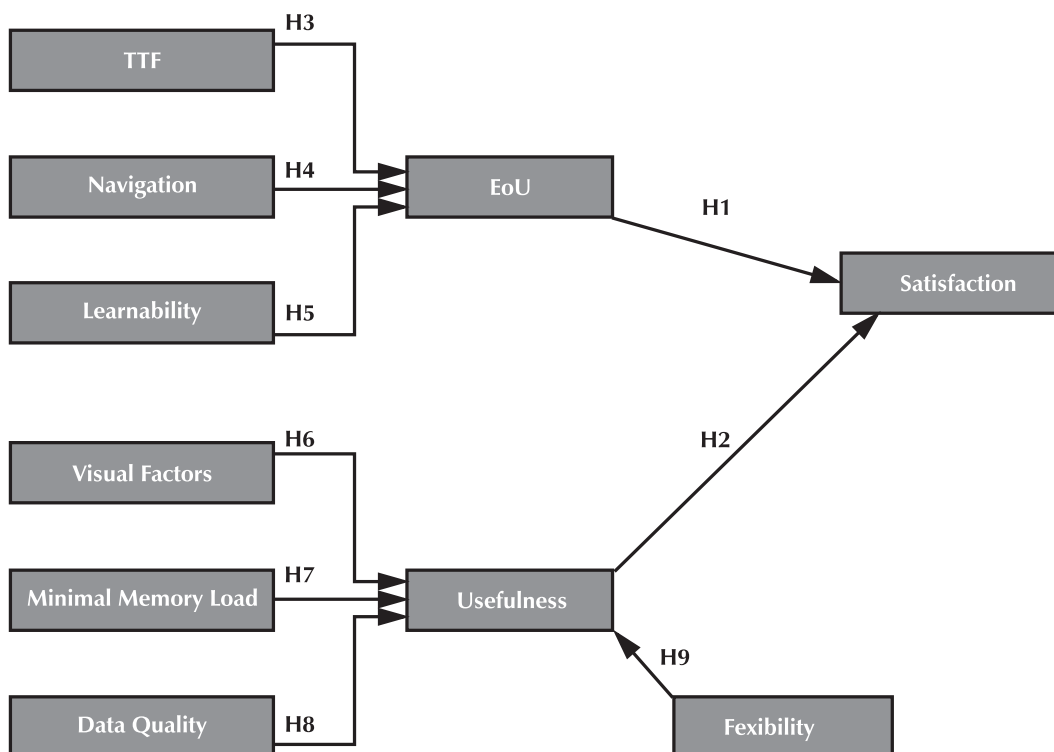 H3
TTF
Navigation
H4
EoU
H1
Learnability
H5
Satisfaction
H6
Visual Factors
H2
Minimal Memory Load
H7
Usefulness
H9
Data Quality
H8
Fexibility